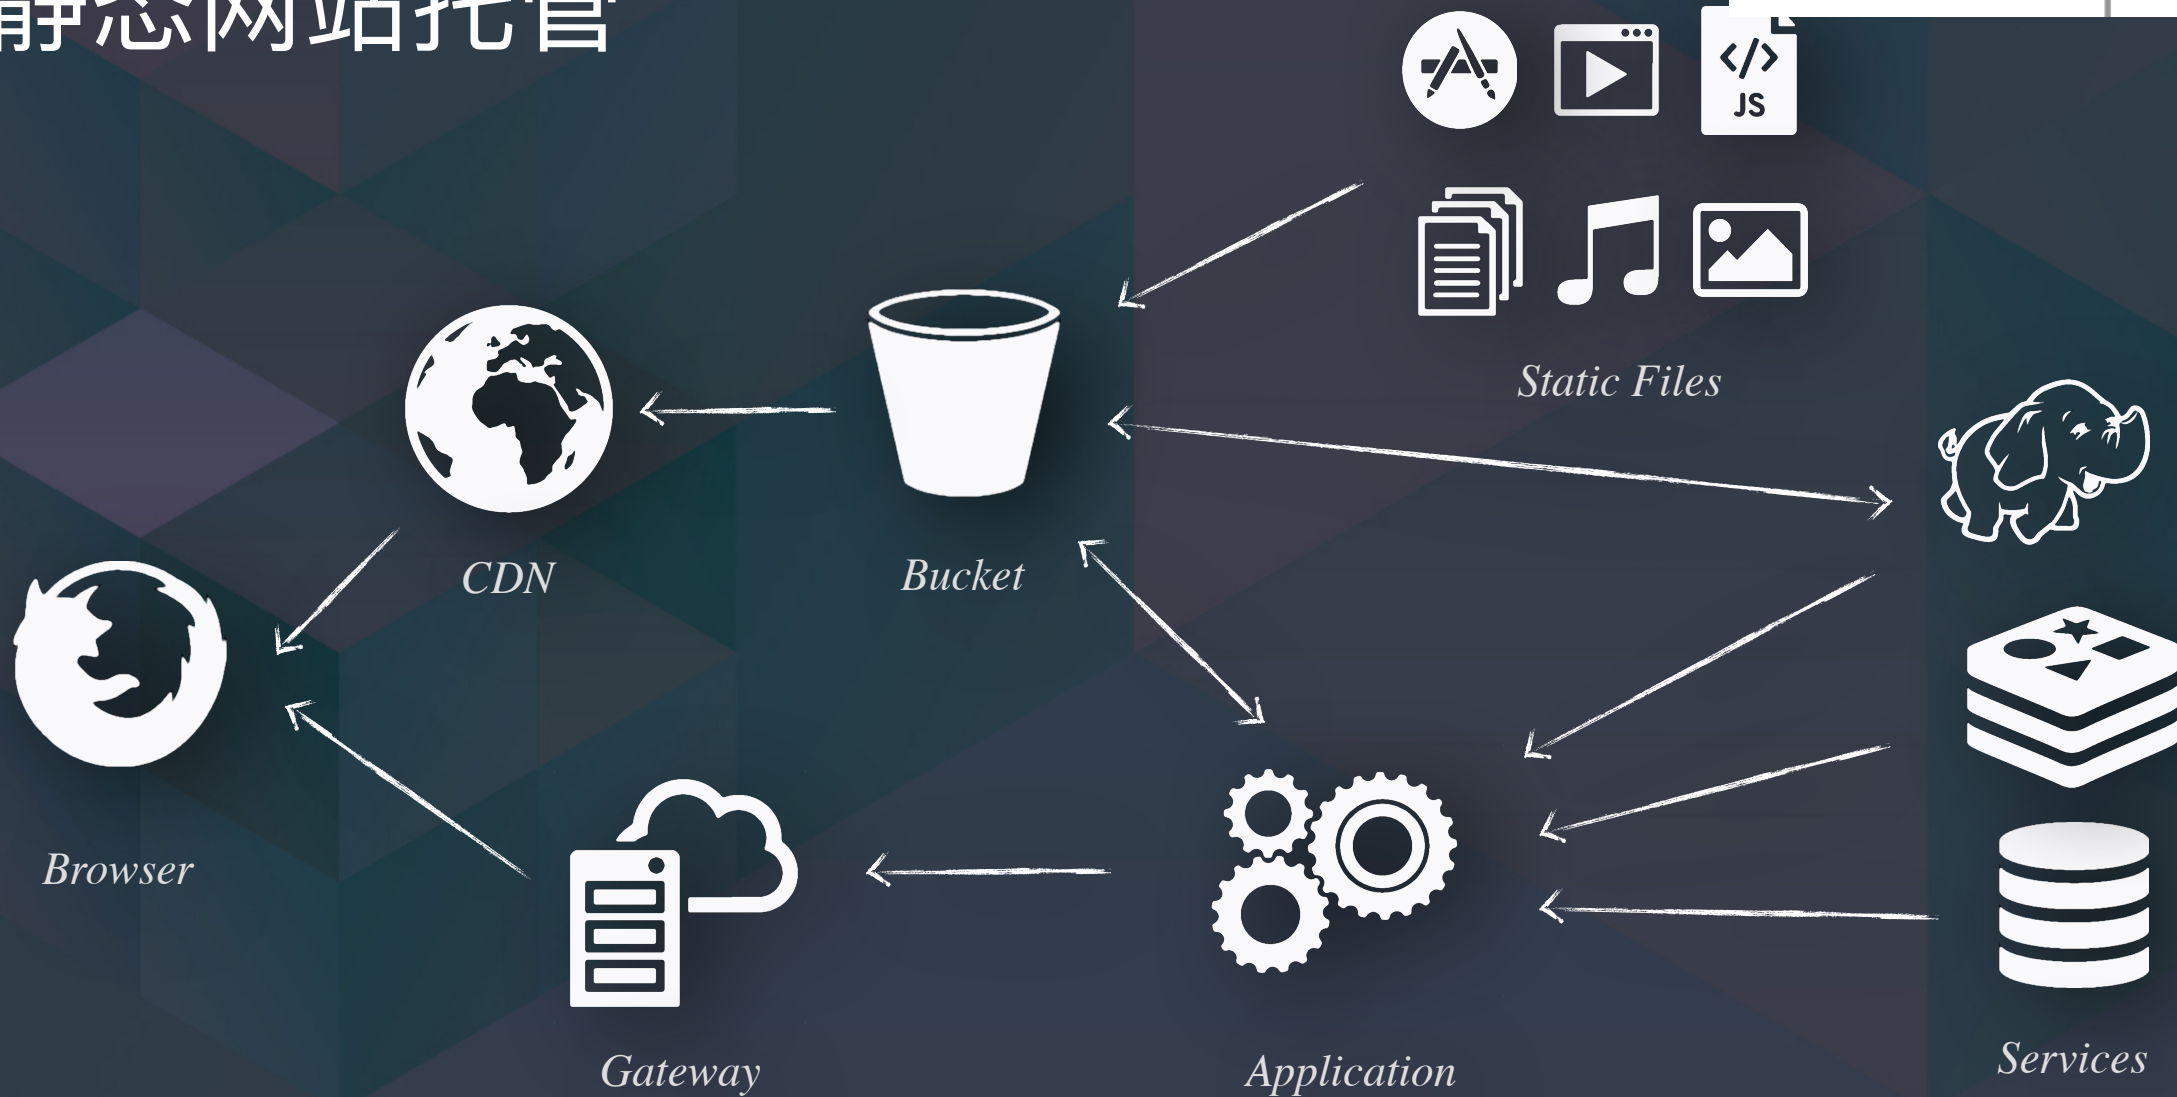 静态网站托管
</>
JS
Static Files
CDN
Bucket
Browser
Gateway
Application
Services